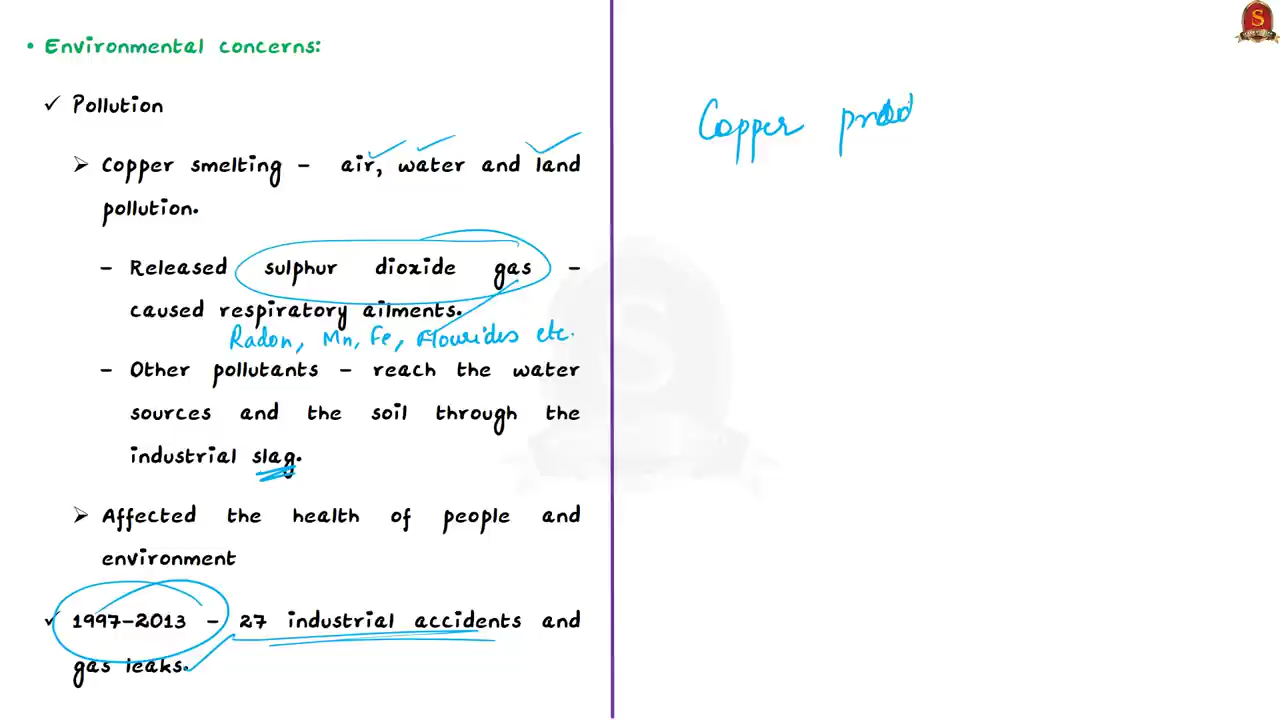 • Environmental concerns:
✓ Pollution
➢ Copper smelting - air, water and land
pollution.
- Released sulphur dioxide gas -
caused respiratory ailments.
Radon, Mn, Fe, Flourides etc.
- Other pollutants - reach the water
sources and the soil through the
industrial slag.
➢ Affected the health of people and
environment
✓ 1997-2013 - 27 industrial accidents and
gas leaks.
Copper
S